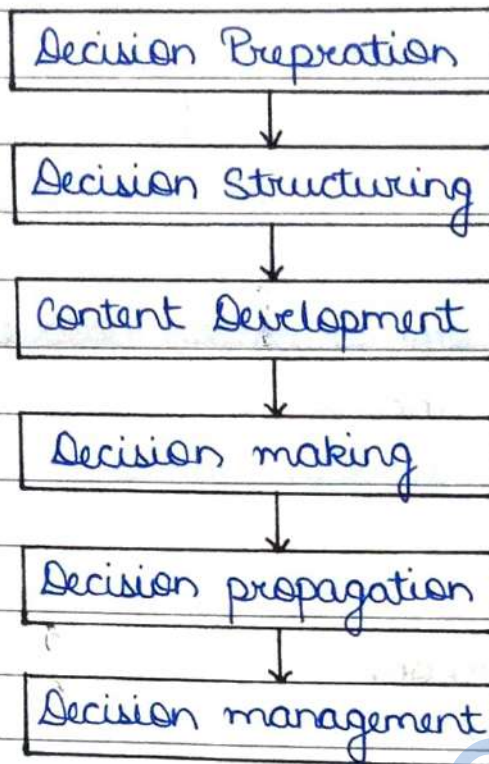 Decision Prepration
Decision Structuring
Content Development
Decision making
Decision propagation
Decision management